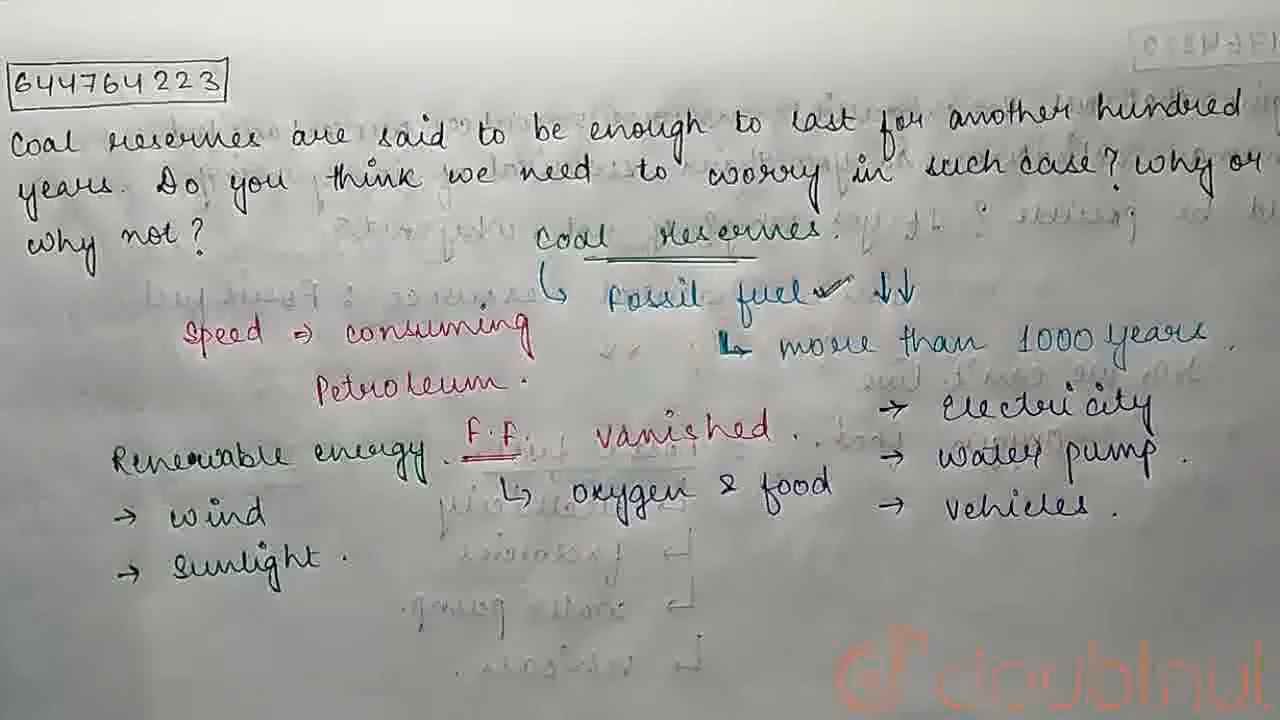 644764223
Coal reserves are said to be enough to last for another hundred
years. Do you think we need to worry in such case? Why or
why not?
Coal reserves.
↳ Fossil fuel ✓ ↓↓
Speed ⇒ consuming
Petroleum.
↳ more than 1000 years.
Renewable energy.
→ wind
→ Sunlight.
F.F. vanished.
↳ oxygen & food
→ Electricity
→ water pump.
→ vehicles.
doubtnut